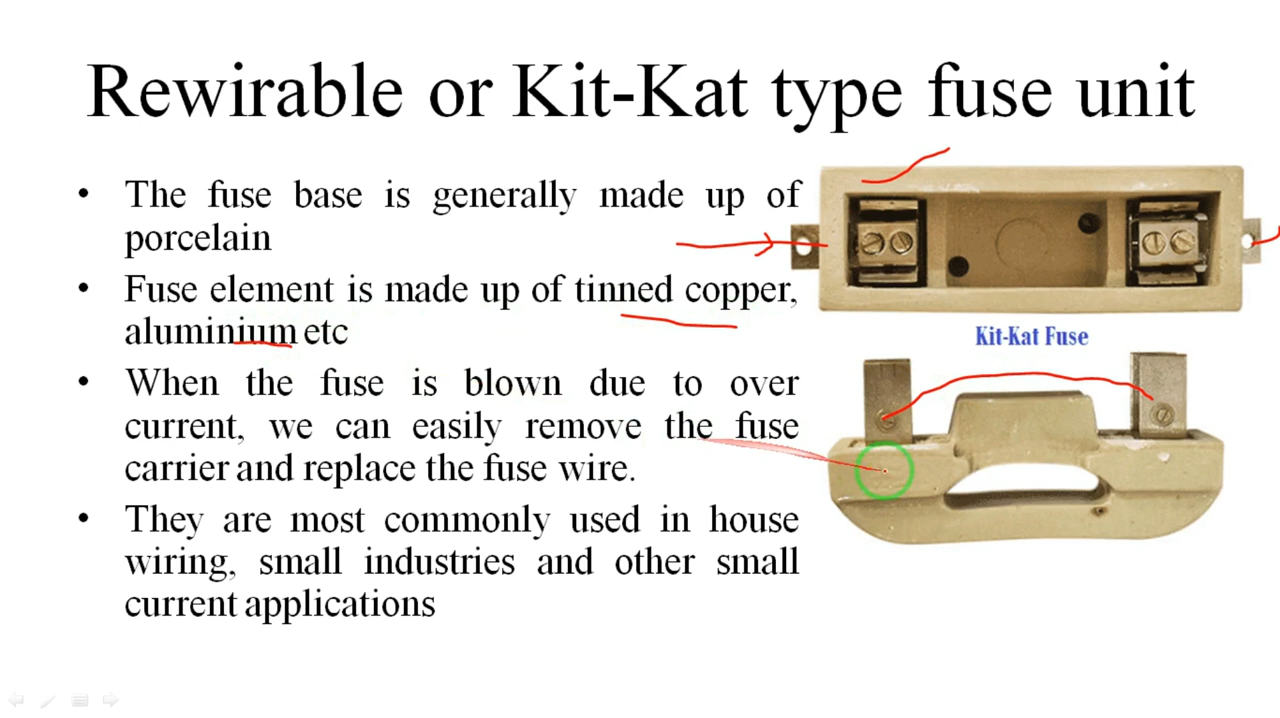 Rewirable or Kit-Kat type fuse unit
• The fuse base is generally made up of
porcelain
• Fuse element is made up of tinned copper,
aluminium etc
• When the fuse is blown due to over
current, we can easily remove the fuse
carrier and replace the fuse wire.
• They are most commonly used in house
wiring, small industries and other small
current applications
Kit-Kat Fuse